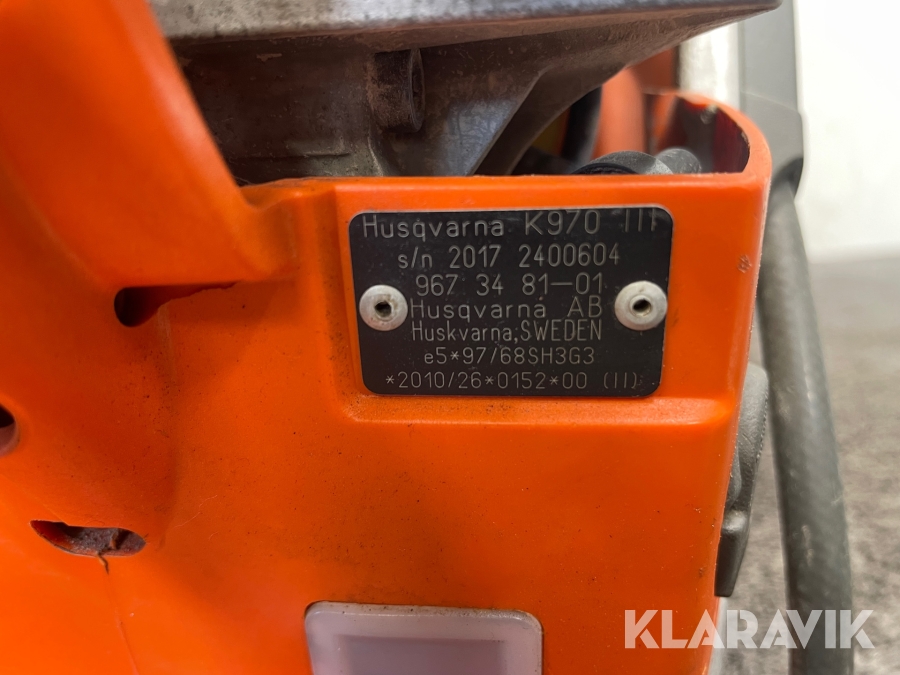 Husqvarna K970 III
s/n 2017 2400604
967 34 81-01
Husqvarna AB
Huskvarna, SWEDEN
e5*97/68SH3G3
*2010/26*0152*00 (II)
KLARAVIK